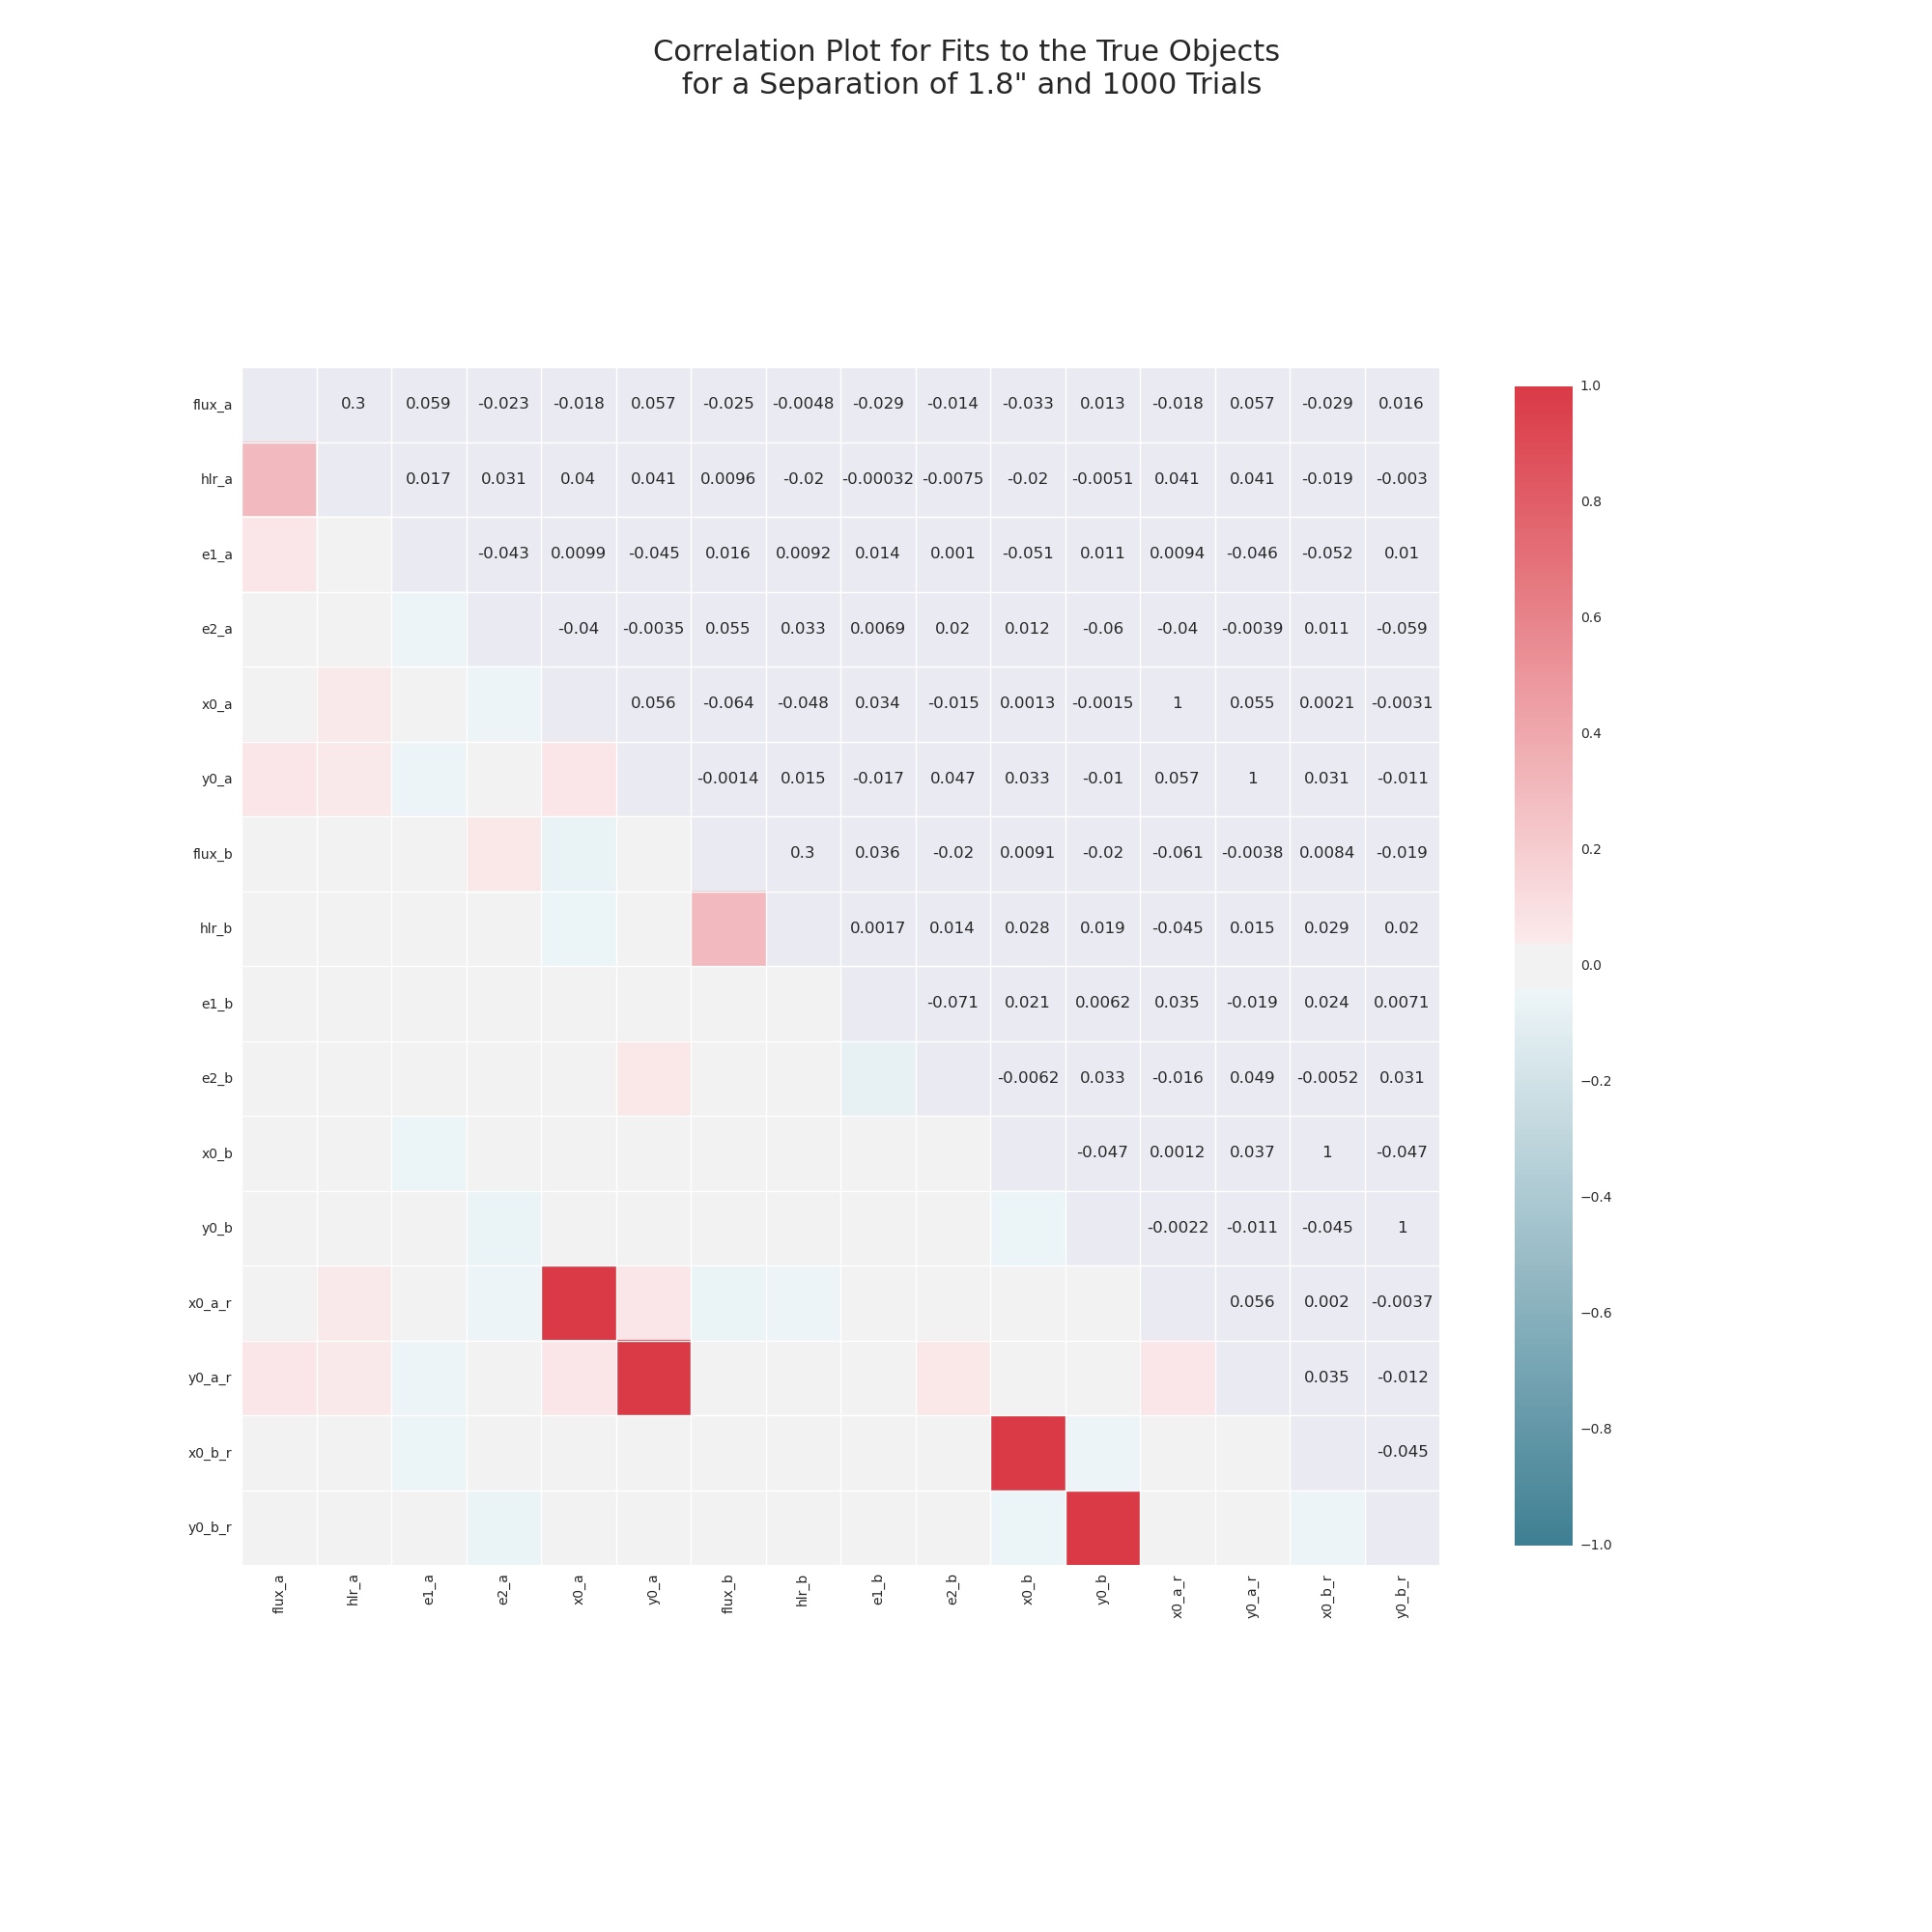 Correlation Plot for Fits to the True Objects
for a Separation of 1.8" and 1000 Trials
flux_a 0.3 0.059 -0.023 -0.018 0.057 -0.025 -0.0048 -0.029 -0.014 -0.033 0.013 -0.018 0.057 -0.029 0.016
hlr_a 0.017 0.031 0.04 0.041 0.0096 -0.02 -0.00032 -0.0075 -0.02 -0.0051 0.041 0.041 -0.019 -0.003
e1_a -0.043 0.0099 -0.045 0.016 0.0092 0.014 0.001 -0.051 0.011 0.0094 -0.046 -0.052 0.01
e2_a -0.04 -0.0035 0.055 0.033 0.0069 0.02 0.012 -0.06 -0.04 -0.0039 0.011 -0.059
x0_a 0.056 -0.064 -0.048 0.034 -0.015 0.0013 -0.0015 1 0.055 0.0021 -0.0031
y0_a -0.0014 0.015 -0.017 0.047 0.033 -0.01 0.057 1 0.031 -0.011
flux_b 0.3 0.036 -0.02 0.0091 -0.02 -0.061 -0.0038 0.0084 -0.019
hlr_b 0.0017 0.014 0.028 0.019 -0.045 0.015 0.029 0.02
e1_b -0.071 0.021 0.0062 0.035 -0.019 0.024 0.0071
e2_b -0.0062 0.033 -0.016 0.049 -0.0052 0.031
x0_b -0.047 0.0012 0.037 1 -0.047
y0_b -0.0022 -0.011 -0.045 1
x0_a_r 0.056 0.002 -0.0037
y0_a_r 0.035 -0.012
x0_b_r -0.045
y0_b_r
flux_a hlr_a e1_a e2_a x0_a y0_a flux_b hlr_b e1_b e2_b x0_b y0_b x0_a_r y0_a_r x0_b_r y0_b_r
1.0
0.8
0.6
0.4
0.2
0.0
−0.2
−0.4
−0.6
−0.8
−1.0